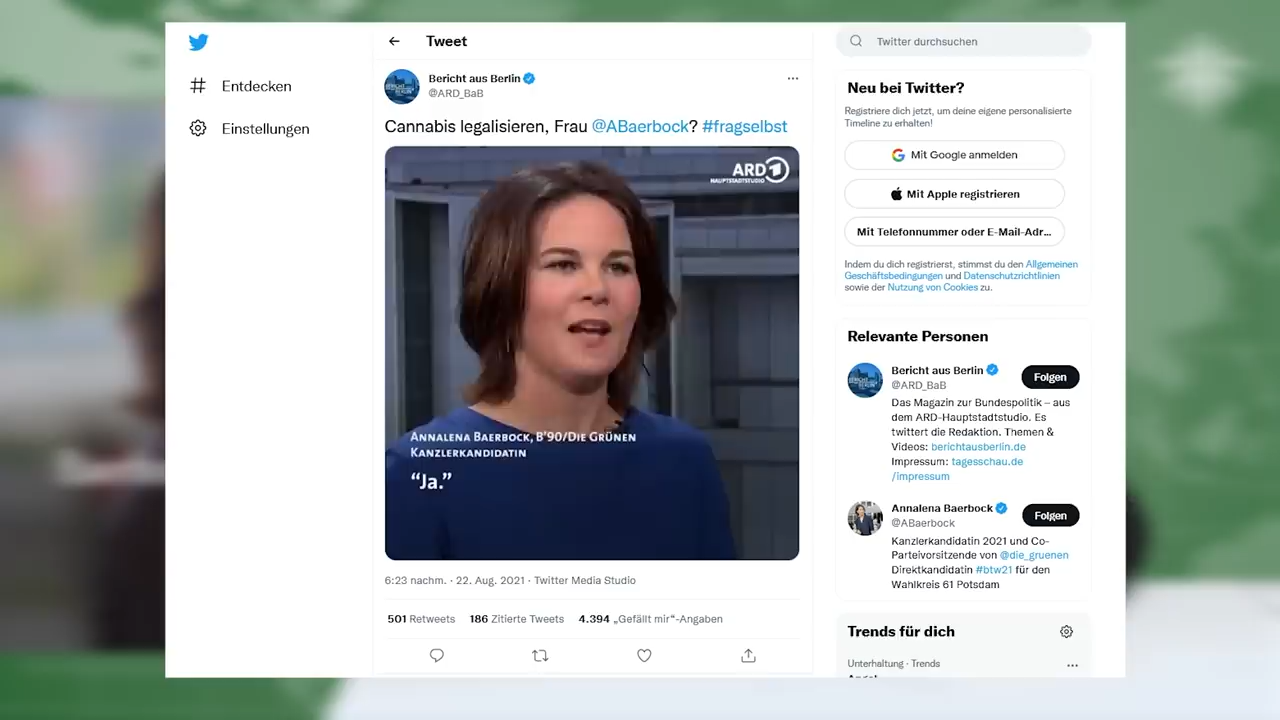 Entdecken
Einstellungen
Tweet
Bericht aus Berlin
@ARD_BaB
Cannabis legalisieren, Frau @ABaerbock? #fragselbst
ARD 1
HAUPTSTADTSTUDIO
ANNALENA BAERBOCK, B'90/DIE GRÜNEN
KANZLERKANDIDATIN
“Ja.”
6:23 nachm. · 22. Aug. 2021 · Twitter Media Studio
501 Retweets 186 Zitierte Tweets 4.394 „Gefällt mir“-Angaben
Twitter durchsuchen
Neu bei Twitter?
Registriere dich jetzt, um deine eigene personalisierte
Timeline zu erhalten!
Mit Google anmelden
Mit Apple registrieren
Mit Telefonnummer oder E-Mail-Adr...
Indem du dich registrierst, stimmst du den Allgemeinen
Geschäftsbedingungen und Datenschutzrichtlinien
sowie der Nutzung von Cookies zu.
Relevante Personen
Bericht aus Berlin
@ARD_BaB
Folgen
Das Magazin zur Bundespolitik – aus
dem ARD-Hauptstadtstudio. Es
twittert die Redaktion. Themen &
Videos: berichtausberlin.de
Impressum: tagesschau.de
/impressum
Annalena Baerbock
@ABaerbock
Folgen
Kanzlerkandidatin 2021 und Co-
Parteivorsitzende von @die_gruenen
Direktkandidatin #btw21 für den
Wahlkreis 61 Potsdam
Trends für dich
Unterhaltung · Trends